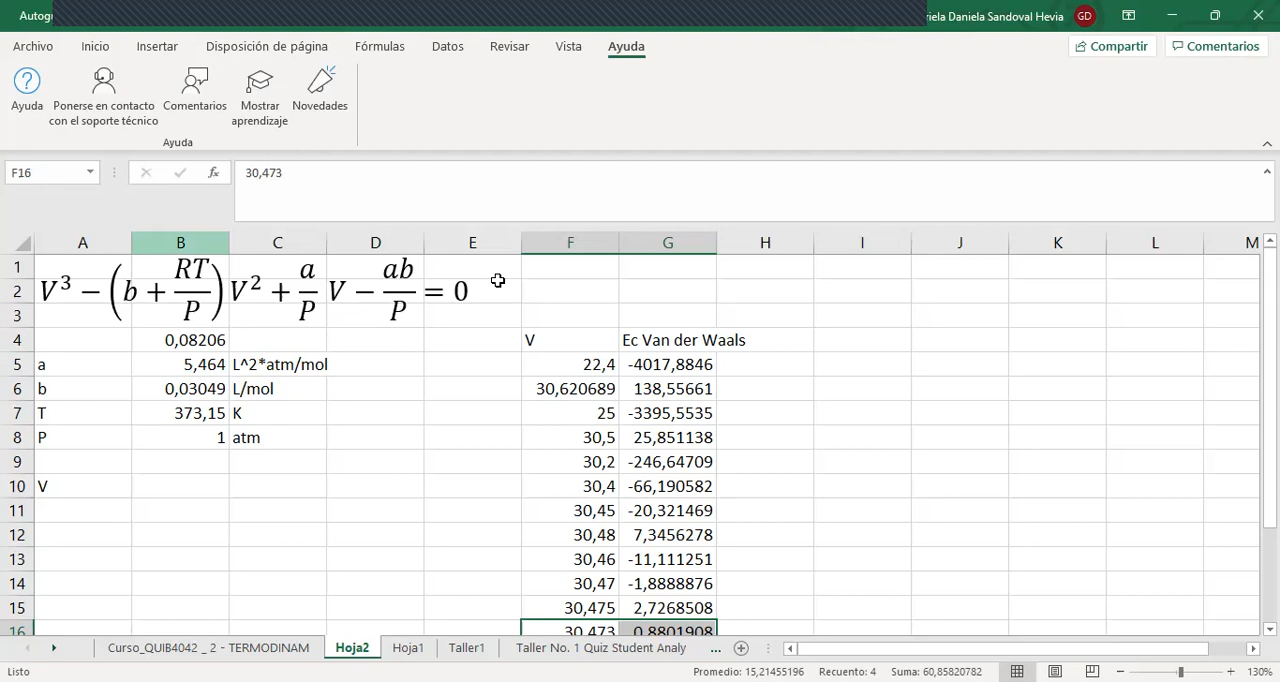 Autog
riela Daniela Sandoval Hevia GD
Archivo Inicio Insertar Disposición de página Fórmulas Datos Revisar Vista Ayuda Compartir Comentarios
? Ayuda Ponerse en contacto con el soporte técnico Comentarios Mostrar aprendizaje Novedades
Ayuda
F16 fx 30,473
A B C D E F G H I J K L M
1 2 3 V³ − (b + RT/P) V² + a/P V − ab/P = 0
4 0,08206 V Ec Van der Waals
5 a 5,464 L^2*atm/mol 22,4 -4017,8846
6 b 0,03049 L/mol 30,620689 138,55661
7 T 373,15 K 25 -3395,5535
8 P 1 atm 30,5 25,851138
9 30,2 -246,64709
10 V 30,4 -66,190582
11 30,45 -20,321469
12 30,48 7,3456278
13 30,46 -11,111251
14 30,47 -1,8888876
15 30,475 2,7268508
16 30,473 0,8801908
Curso_QUIB4042 _ 2 - TERMODINAM Hoja2 Hoja1 Taller1 Taller No. 1 Quiz Student Analy ...
Listo Promedio: 15,21455196 Recuento: 4 Suma: 60,85820782 130%